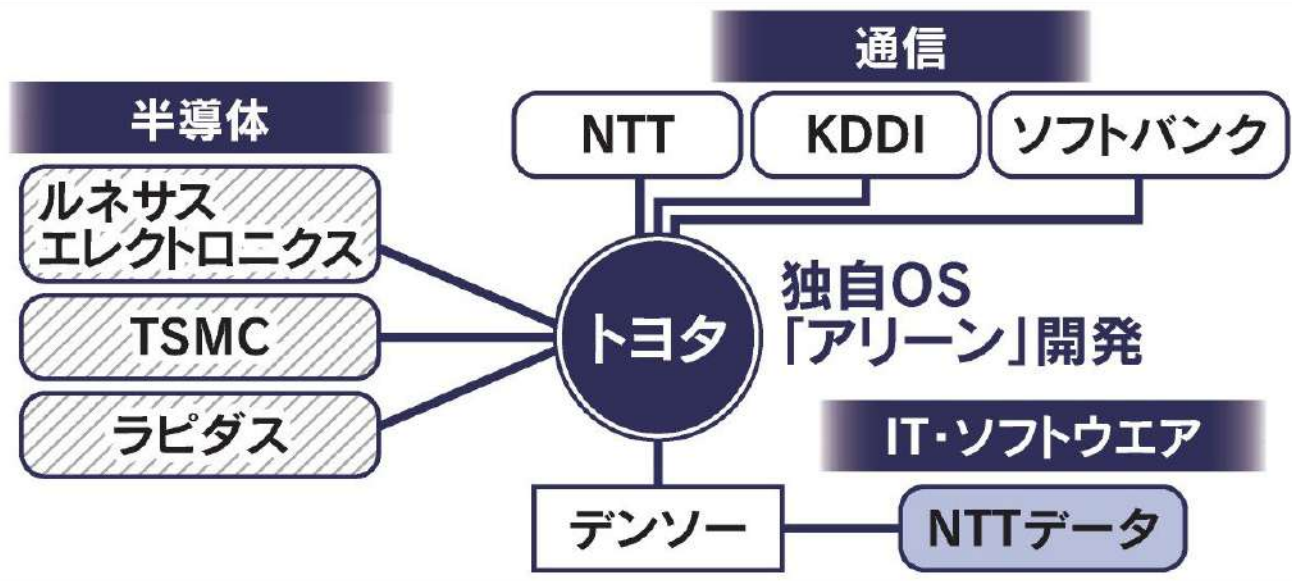 通信
半導体
NTT
KDDI
ソフトバンク
ルネサス
エレクトロニクス
TSMC
ラピダス
トヨタ
独自OS
「アリーン」開発
IT・ソフトウエア
デンソー
NTTデータ